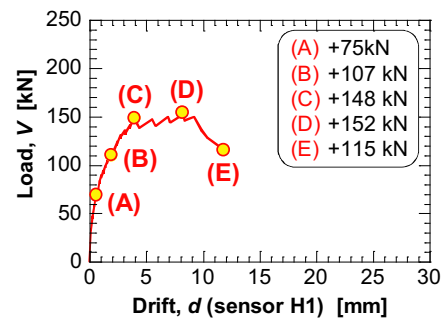 250
200
150
100
50
0
Load, V [kN]
(A)
(B)
(C)
(D)
(E)
(A) +75kN
(B) +107 kN
(C) +148 kN
(D) +152 kN
(E) +115 kN
0 5 10 15 20 25 30
Drift, d (sensor H1) [mm]